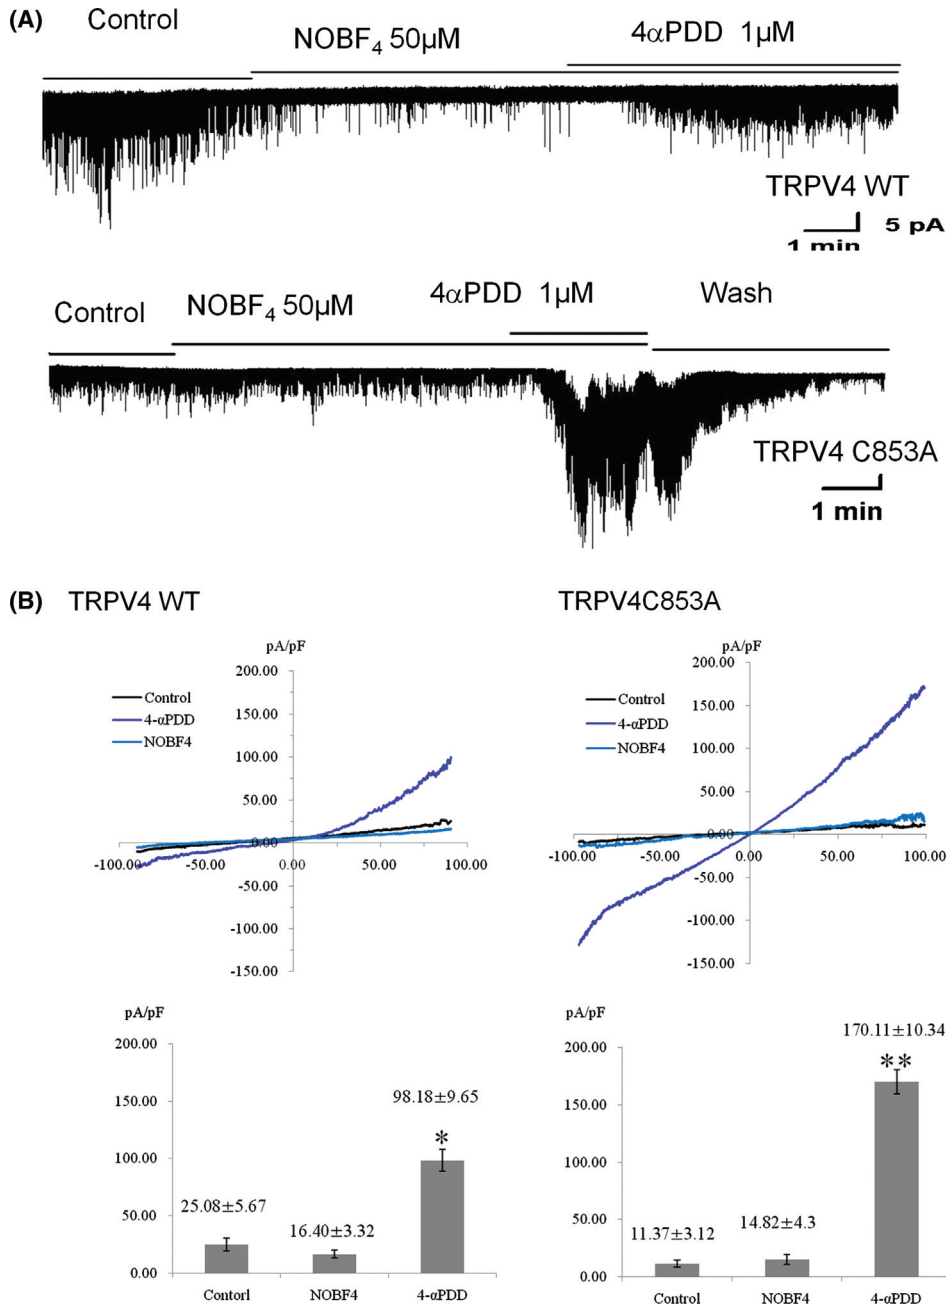 (A)
Control
NOBF4 50μM
4αPDD 1μM
TRPV4 WT
5 pA
1 min
Control
NOBF4 50μM
4αPDD 1μM
Wash
TRPV4 C853A
1 min
(B) TRPV4 WT
TRPV4C853A
pA/pF
200.00
150.00
100.00
50.00
0.00
-50.00
-100.00
-150.00
-100.00 -50.00 0.00 50.00 100.00
Control
4-αPDD
NOBF4
pA/pF
200.00
150.00
100.00
50.00
0.00
-50.00
-100.00
-150.00
-100.00 -50.00 0.00 50.00 100.00
Control
4-αPDD
NOBF4
pA/pF
200.00
150.00
100.00
50.00
0.00
25.08±5.67
16.40±3.32
98.18±9.65
*
Contorl NOBF4 4-αPDD
pA/pF
200.00
150.00
100.00
50.00
0.00
11.37±3.12
14.82±4.3
170.11±10.34
**
Control NOBF4 4-αPDD